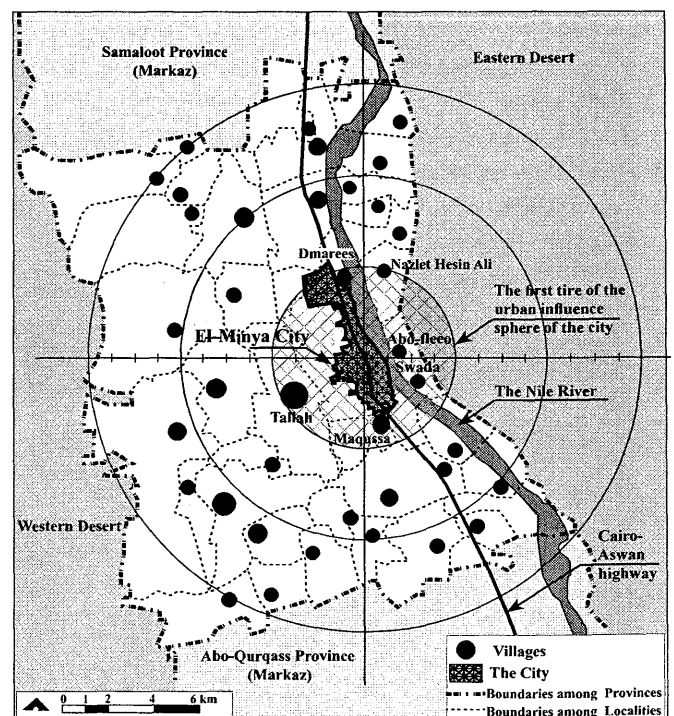 Samaloot Province
(Markaz)
Eastern Desert
Dmarees
Nazlet Hesin Ali
The first tire of the
urban influence
sphere of the city
El-Minya City
Abo-fleeo
Swada
The Nile River
Tallah
Maqussa
Western Desert
Cairo-
Aswan
highway
Abo-Qurqass Province
(Markaz)
Villages
The City
Boundaries among Provinces
Boundaries among Localities
0 1 2 4 6 km